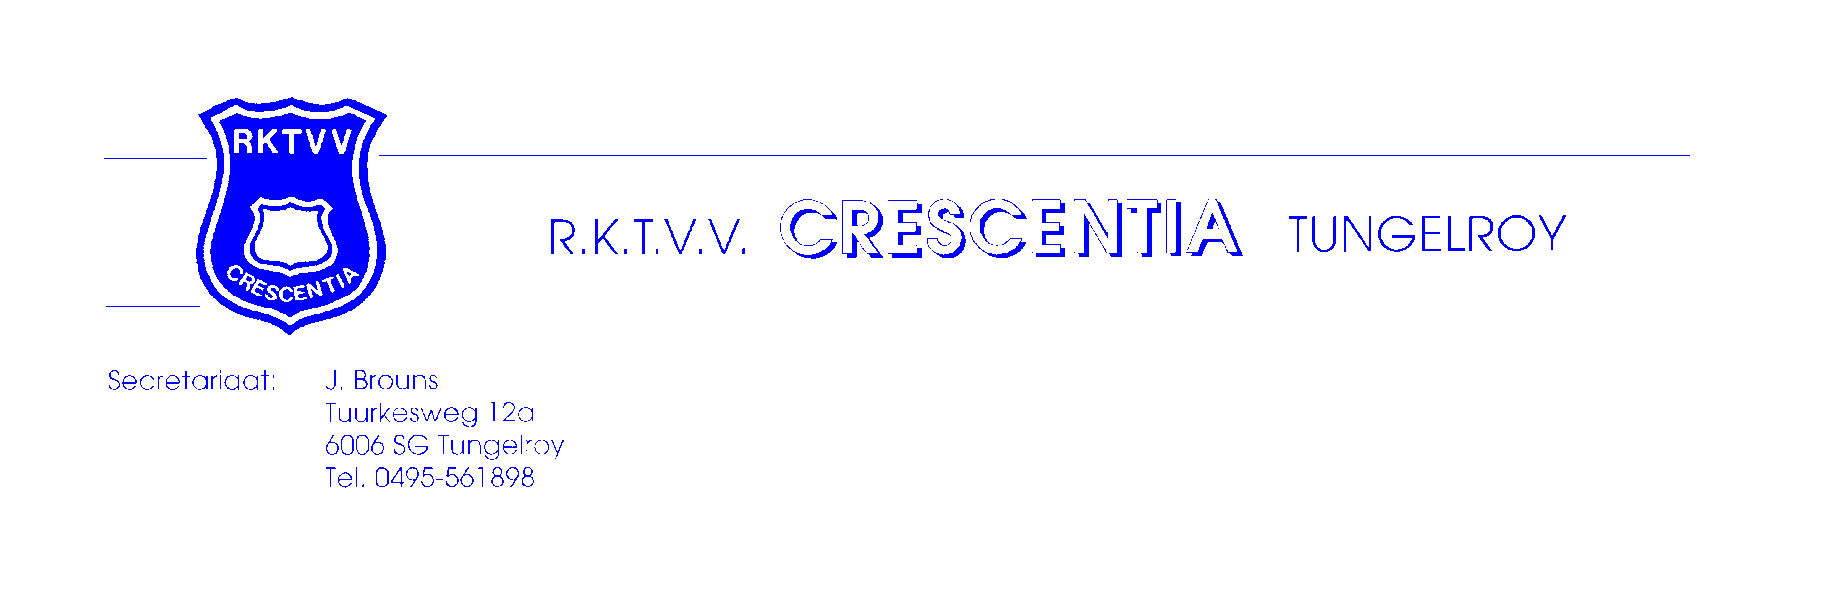 RKTVV
CRESCENTIA
R.K.T.V.V. CRESCENTIA TUNGELROY
Secretariaat: J. Brouns
Tuurkesweg 12a
6006 SG Tungelroy
Tel. 0495-561898